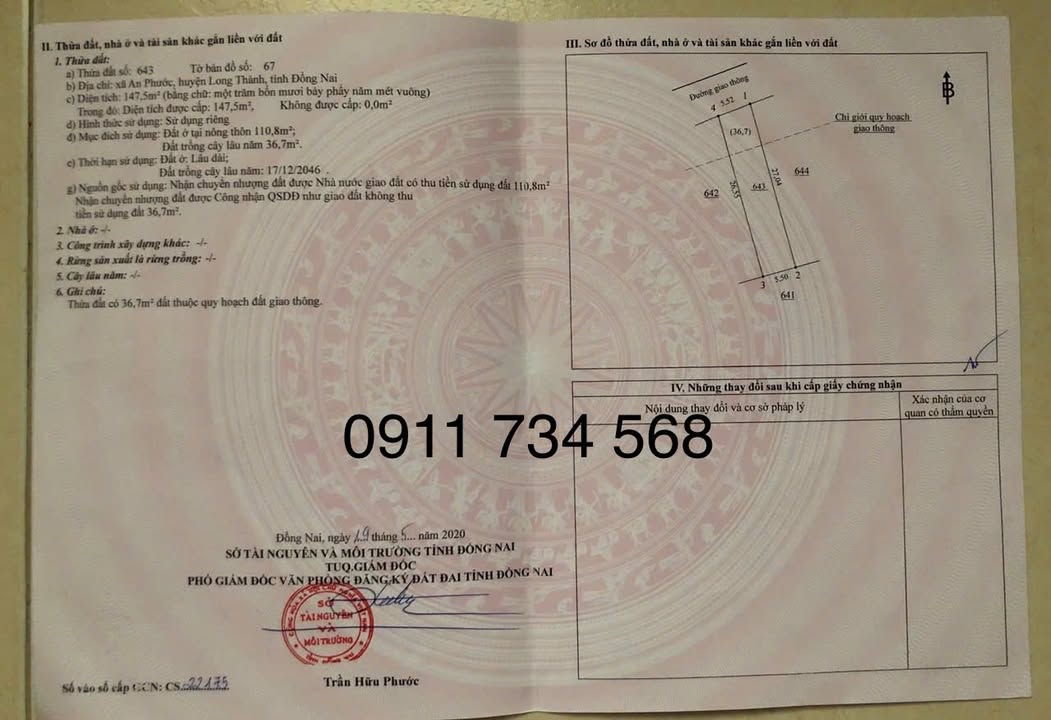 II. Thửa đất, nhà ở và tài sản khác gắn liền với đất
1. Thửa đất:
a) Thửa đất số: 643 Tờ bản đồ số: 67
b) Địa chỉ: xã An Phước, huyện Long Thành, tỉnh Đồng Nai
c) Diện tích: 147,5m² (bằng chữ: một trăm bốn mươi bảy phẩy năm mét vuông)
Trong đó: Diện tích được cấp: 147,5m², Không được cấp: 0,0m²
d) Hình thức sử dụng: Sử dụng riêng
đ) Mục đích sử dụng: Đất ở tại nông thôn 110,8m²;
Đất trồng cây lâu năm 36,7m².
e) Thời hạn sử dụng: Đất ở: Lâu dài;
Đất trồng cây lâu năm: 17/12/2046 .
g) Nguồn gốc sử dụng: Nhận chuyển nhượng đất được Nhà nước giao đất có thu tiền sử dụng đất 110,8m²
Nhận chuyển nhượng đất được Công nhận QSDĐ như giao đất không thu
tiền sử dụng đất 36,7m².
2. Nhà ở: -/-
3. Công trình xây dựng khác: -/-
4. Rừng sản xuất là rừng trồng: -/-
5. Cây lâu năm: -/-
6. Ghi chú:
Thửa đất có 36,7m² đất thuộc quy hoạch đất giao thông.
Đồng Nai, ngày 19 tháng 5... năm 2020
SỞ TÀI NGUYÊN VÀ MÔI TRƯỜNG TỈNH ĐỒNG NAI
TUQ.GIÁM ĐỐC
PHÓ GIÁM ĐỐC VĂN PHÒNG ĐĂNG KÝ ĐẤT ĐAI TỈNH ĐỒNG NAI
SỞ
TÀI NGUYÊN
VÀ
MÔI TRƯỜNG
Trần Hữu Phước
Số vào sổ cấp GCN: CS.22175
III. Sơ đồ thửa đất, nhà ở và tài sản khác gắn liền với đất
Đường giao thông
4 5,52 1
(36,7)
Chỉ giới quy hoạch
giao thông
B
642
26,55
643
27,04
644
3 5,50 2
641
IV. Những thay đổi sau khi cấp giấy chứng nhận
Nội dung thay đổi và cơ sở pháp lý
Xác nhận của cơ
quan có thẩm quyền
0911 734 568